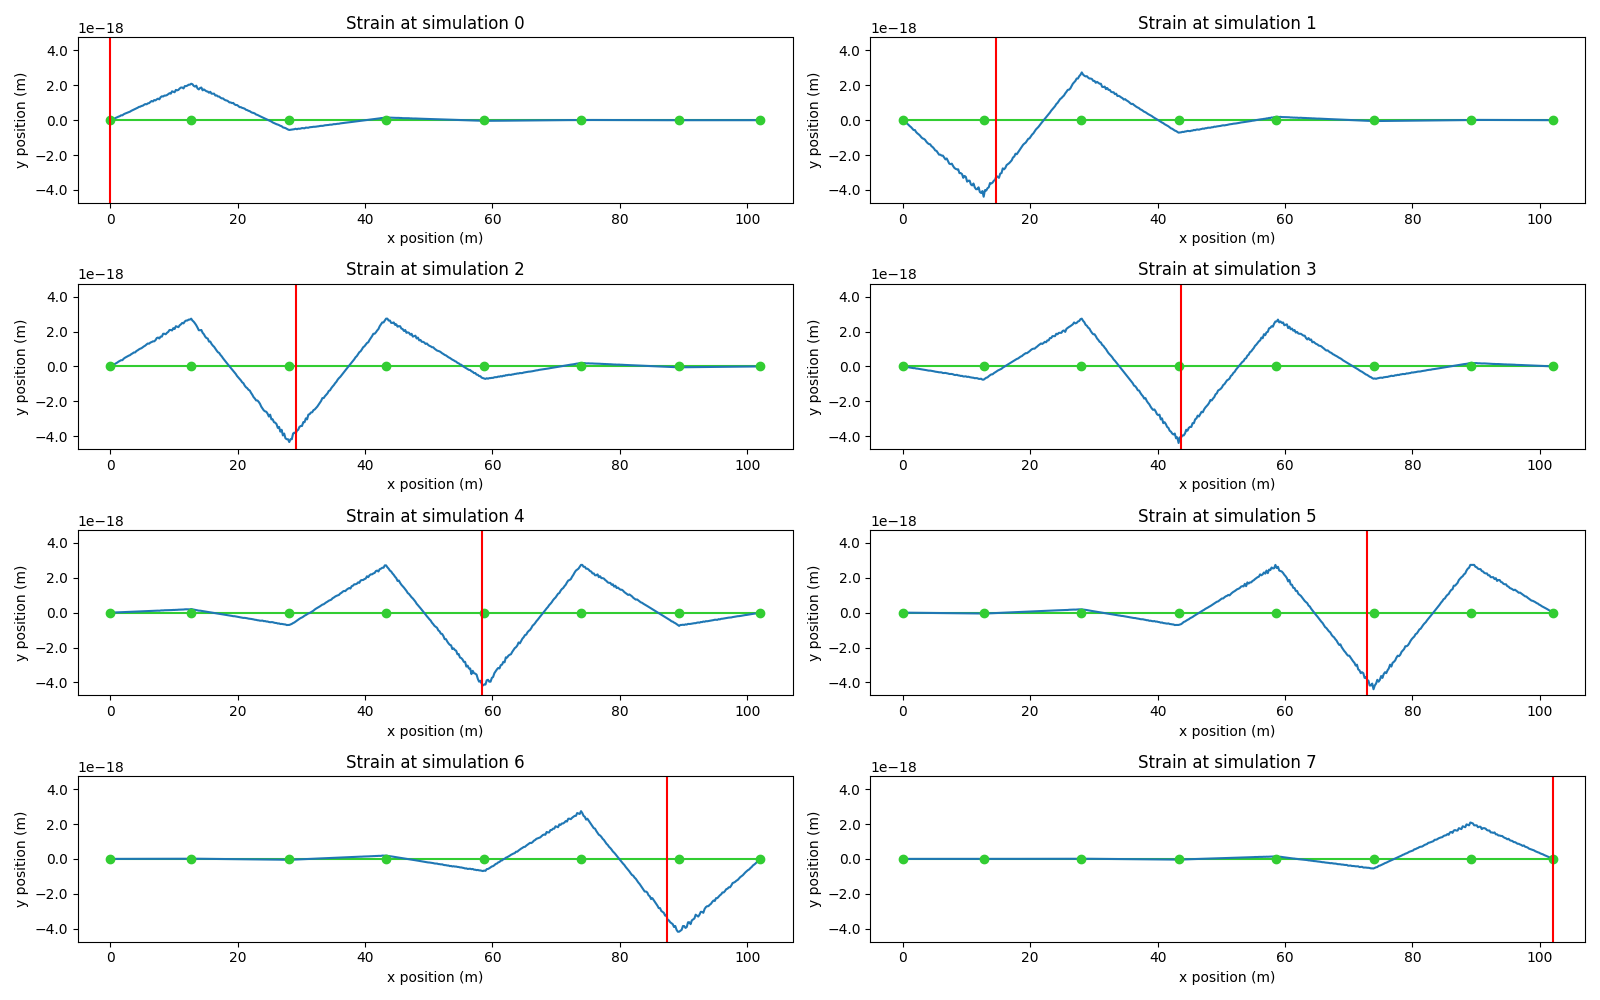 Strain at simulation 0
1e−18
4.0
2.0
0.0
−2.0
−4.0
y position (m)
0 20 40 60 80 100
x position (m)
Strain at simulation 1
1e−18
4.0
2.0
0.0
−2.0
−4.0
y position (m)
0 20 40 60 80 100
x position (m)
Strain at simulation 2
1e−18
4.0
2.0
0.0
−2.0
−4.0
y position (m)
0 20 40 60 80 100
x position (m)
Strain at simulation 3
1e−18
4.0
2.0
0.0
−2.0
−4.0
y position (m)
0 20 40 60 80 100
x position (m)
Strain at simulation 4
1e−18
4.0
2.0
0.0
−2.0
−4.0
y position (m)
0 20 40 60 80 100
x position (m)
Strain at simulation 5
1e−18
4.0
2.0
0.0
−2.0
−4.0
y position (m)
0 20 40 60 80 100
x position (m)
Strain at simulation 6
1e−18
4.0
2.0
0.0
−2.0
−4.0
y position (m)
0 20 40 60 80 100
x position (m)
Strain at simulation 7
1e−18
4.0
2.0
0.0
−2.0
−4.0
y position (m)
0 20 40 60 80 100
x position (m)